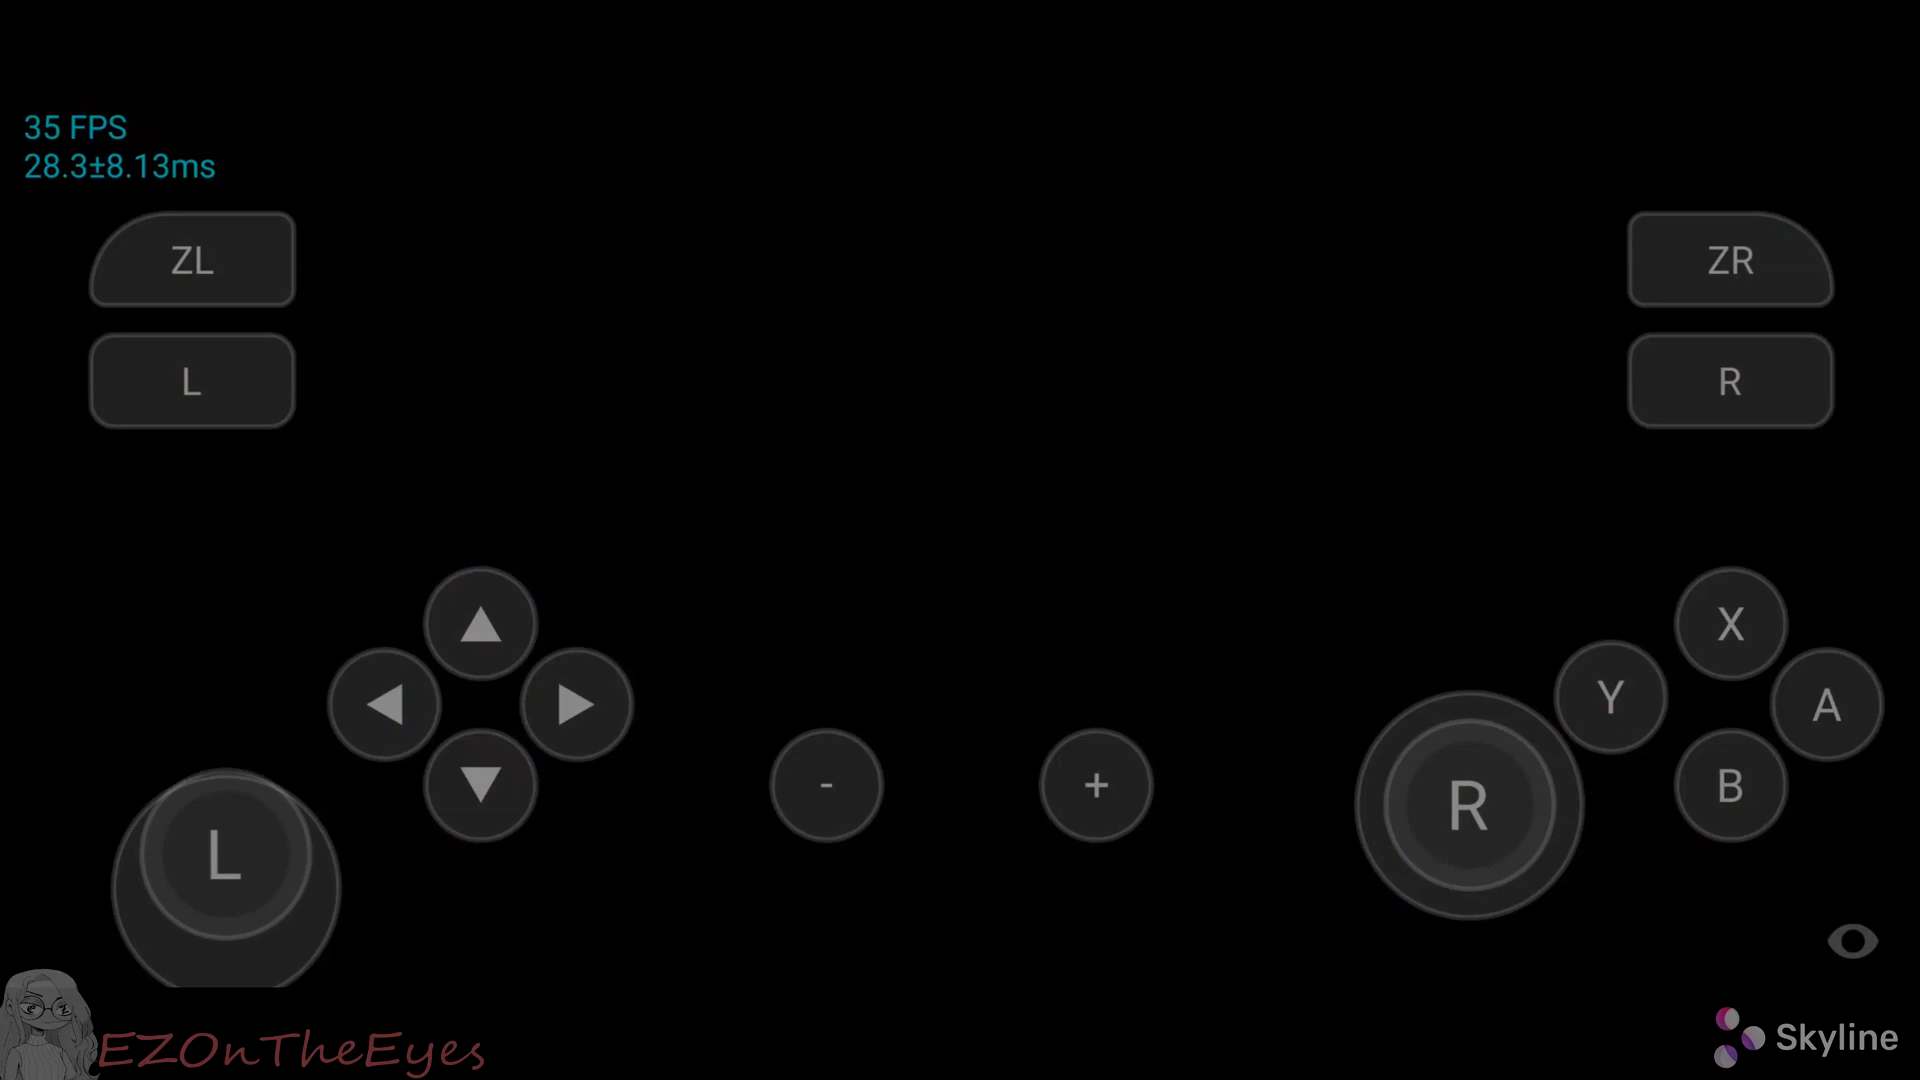 35 FPS
28.3±8.13ms
ZL
ZR
L
R
X
Y
A
-
+
B
R
L
EZOnTheEyes
Skyline